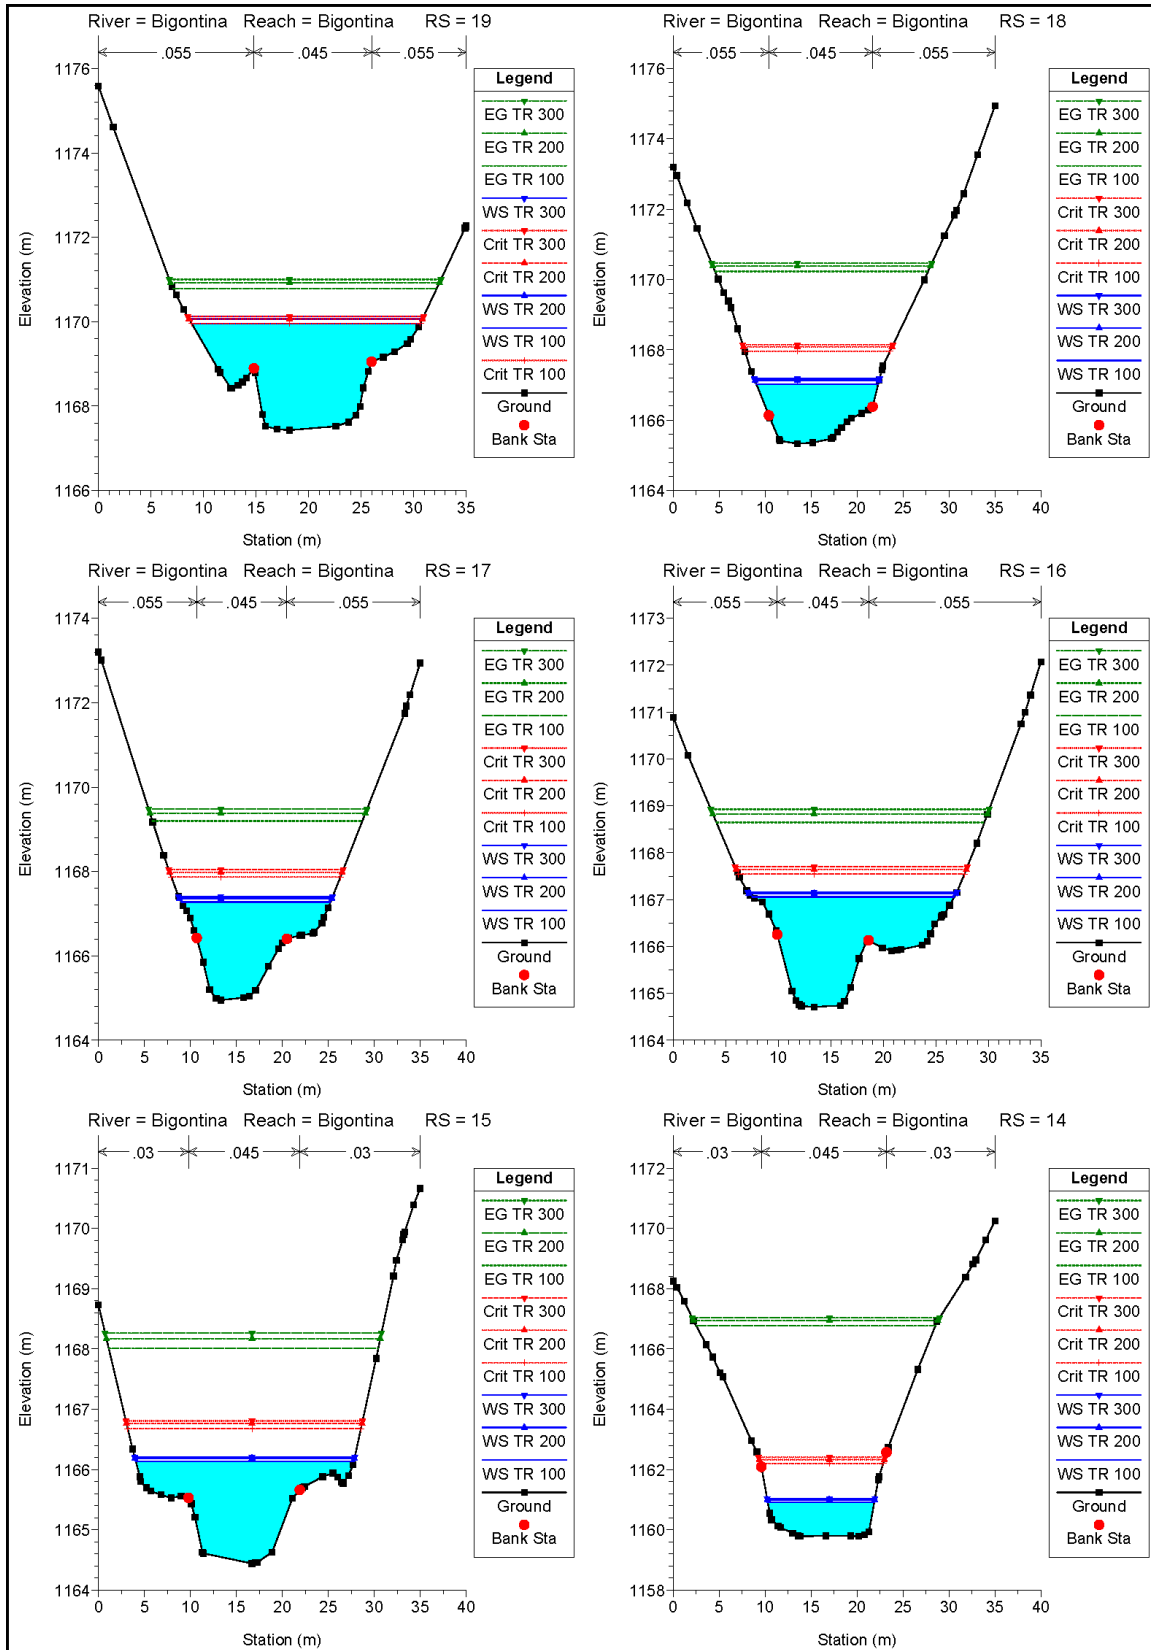 River = Bigontina Reach = Bigontina RS = 19
.055 .045 .055
Elevation (m)
1176
1174
1172
1170
1168
1166
0 5 10 15 20 25 30 35
Station (m)
Legend
EG TR 300
EG TR 200
EG TR 100
WS TR 300
Crit TR 300
Crit TR 200
WS TR 200
WS TR 100
Crit TR 100
Ground
Bank Sta
River = Bigontina Reach = Bigontina RS = 18
.055 .045 .055
Elevation (m)
1176
1174
1172
1170
1168
1166
1164
0 5 10 15 20 25 30 35 40
Station (m)
Legend
EG TR 300
EG TR 200
EG TR 100
Crit TR 300
Crit TR 200
Crit TR 100
WS TR 300
WS TR 200
WS TR 100
Ground
Bank Sta
River = Bigontina Reach = Bigontina RS = 17
.055 .045 .055
Elevation (m)
1174
1172
1170
1168
1166
1164
0 5 10 15 20 25 30 35 40
Station (m)
Legend
EG TR 300
EG TR 200
EG TR 100
Crit TR 300
Crit TR 200
Crit TR 100
WS TR 300
WS TR 200
WS TR 100
Ground
Bank Sta
River = Bigontina Reach = Bigontina RS = 16
.055 .045 .055
Elevation (m)
1173
1172
1171
1170
1169
1168
1167
1166
1165
1164
0 5 10 15 20 25 30 35
Station (m)
Legend
EG TR 300
EG TR 200
EG TR 100
Crit TR 300
Crit TR 200
Crit TR 100
WS TR 300
WS TR 200
WS TR 100
Ground
Bank Sta
River = Bigontina Reach = Bigontina RS = 15
.03 .045 .03
Elevation (m)
1171
1170
1169
1168
1167
1166
1165
1164
0 5 10 15 20 25 30 35 40
Station (m)
Legend
EG TR 300
EG TR 200
EG TR 100
Crit TR 300
Crit TR 200
Crit TR 100
WS TR 300
WS TR 200
WS TR 100
Ground
Bank Sta
River = Bigontina Reach = Bigontina RS = 14
.03 .045 .03
Elevation (m)
1172
1170
1168
1166
1164
1162
1160
1158
0 5 10 15 20 25 30 35 40
Station (m)
Legend
EG TR 300
EG TR 200
EG TR 100
Crit TR 300
Crit TR 200
Crit TR 100
WS TR 300
WS TR 200
WS TR 100
Ground
Bank Sta